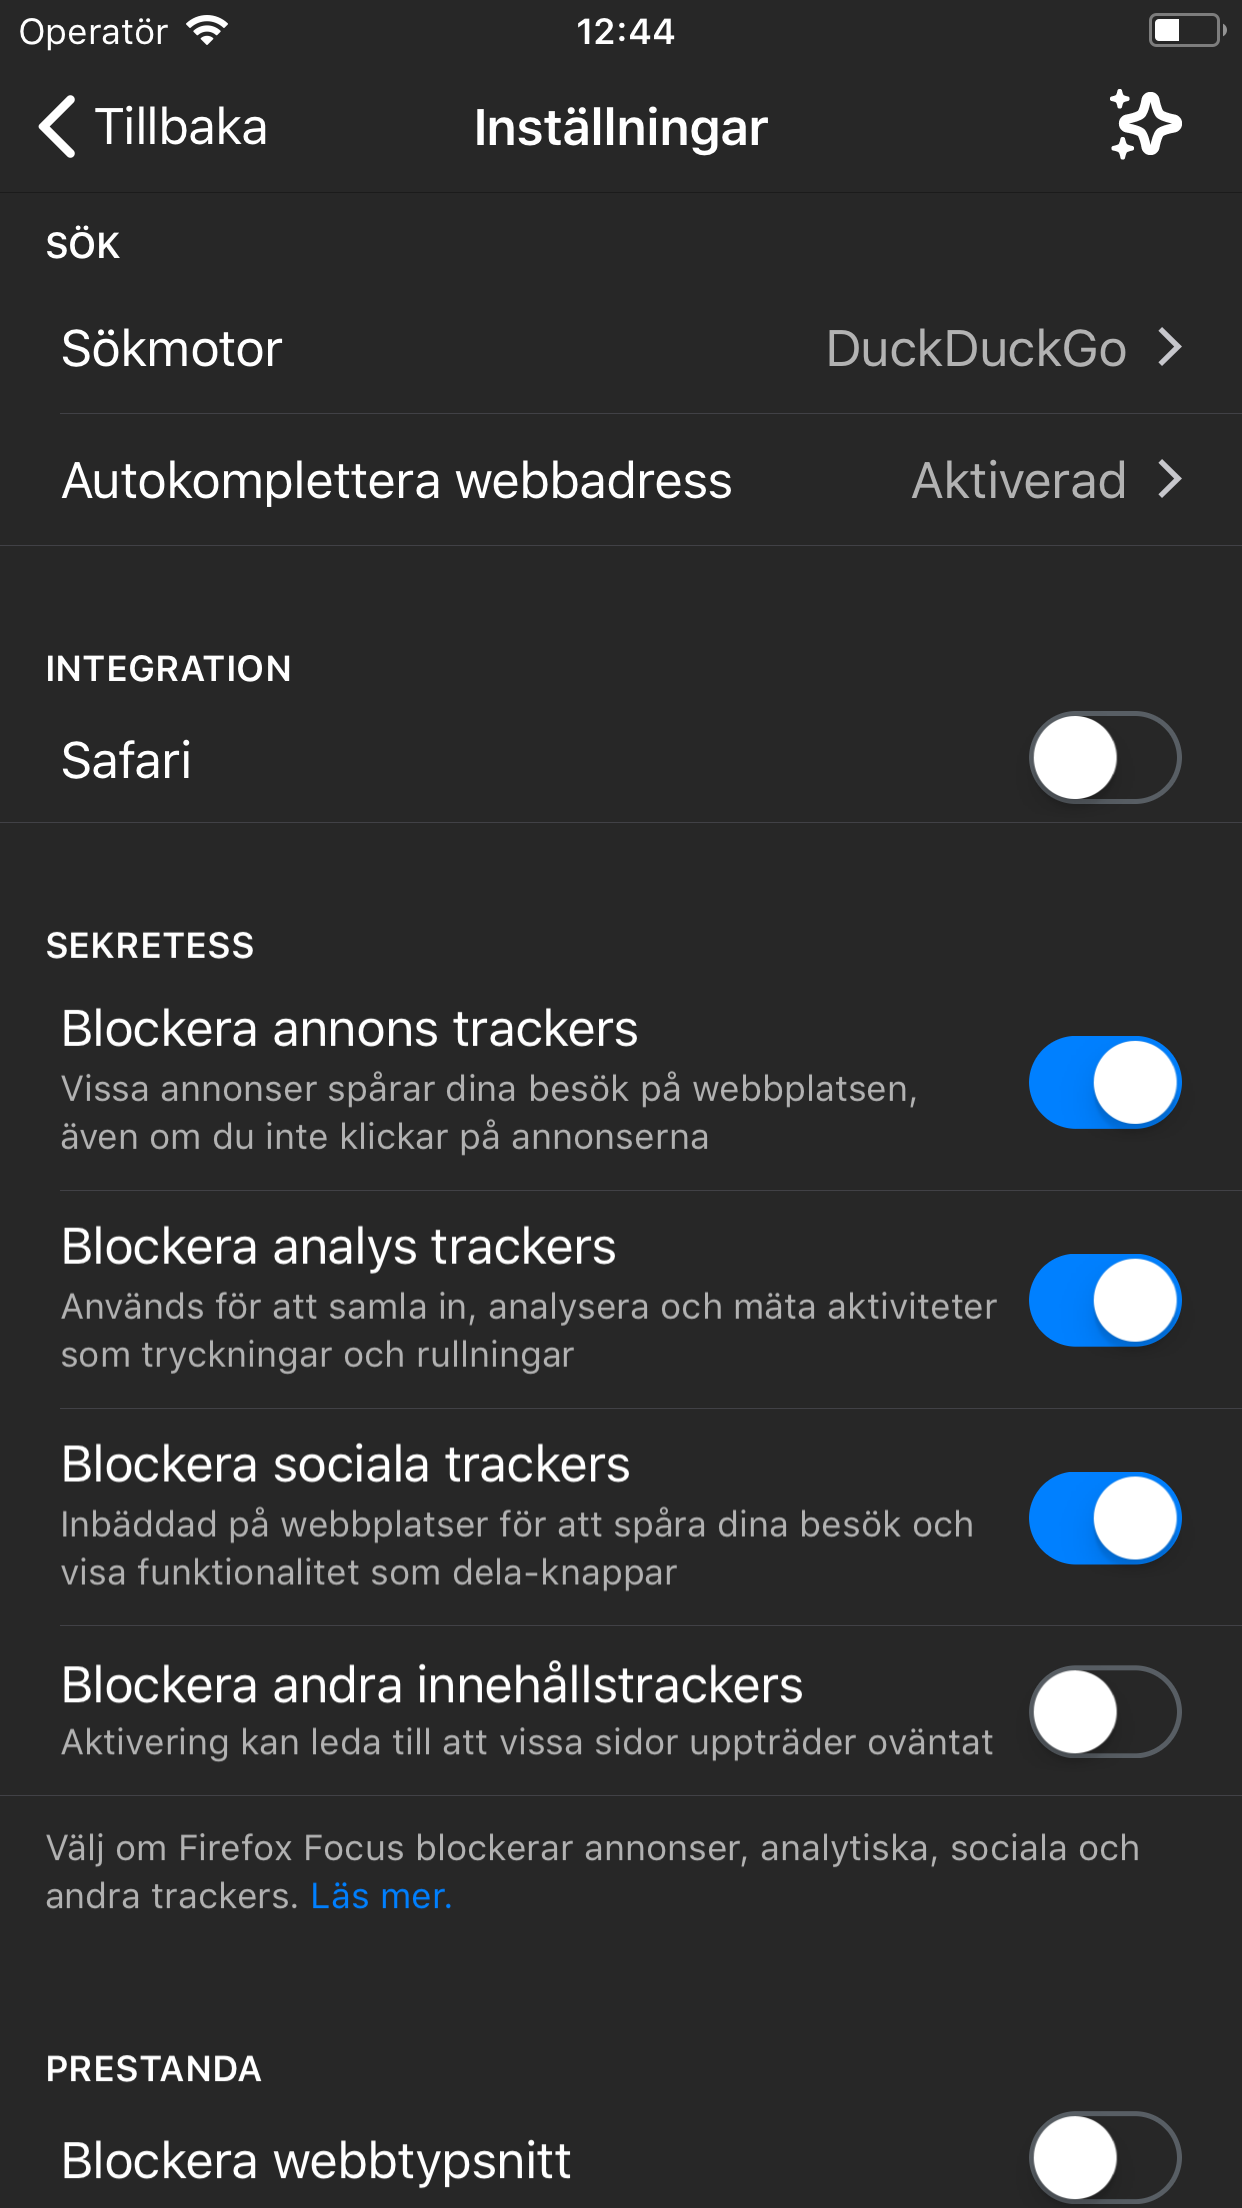 Operatör
12:44
Tillbaka
Inställningar
SÖK
Sökmotor
DuckDuckGo
Autokomplettera webbadress
Aktiverad
INTEGRATION
Safari
SEKRETESS
Blockera annons trackers
Vissa annonser spårar dina besök på webbplatsen,
även om du inte klickar på annonserna
Blockera analys trackers
Används för att samla in, analysera och mäta aktiviteter
som tryckningar och rullningar
Blockera sociala trackers
Inbäddad på webbplatser för att spåra dina besök och
visa funktionalitet som dela-knappar
Blockera andra innehållstrackers
Aktivering kan leda till att vissa sidor uppträder oväntat
Välj om Firefox Focus blockerar annonser, analytiska, sociala och
andra trackers. Läs mer.
PRESTANDA
Blockera webbtypsnitt